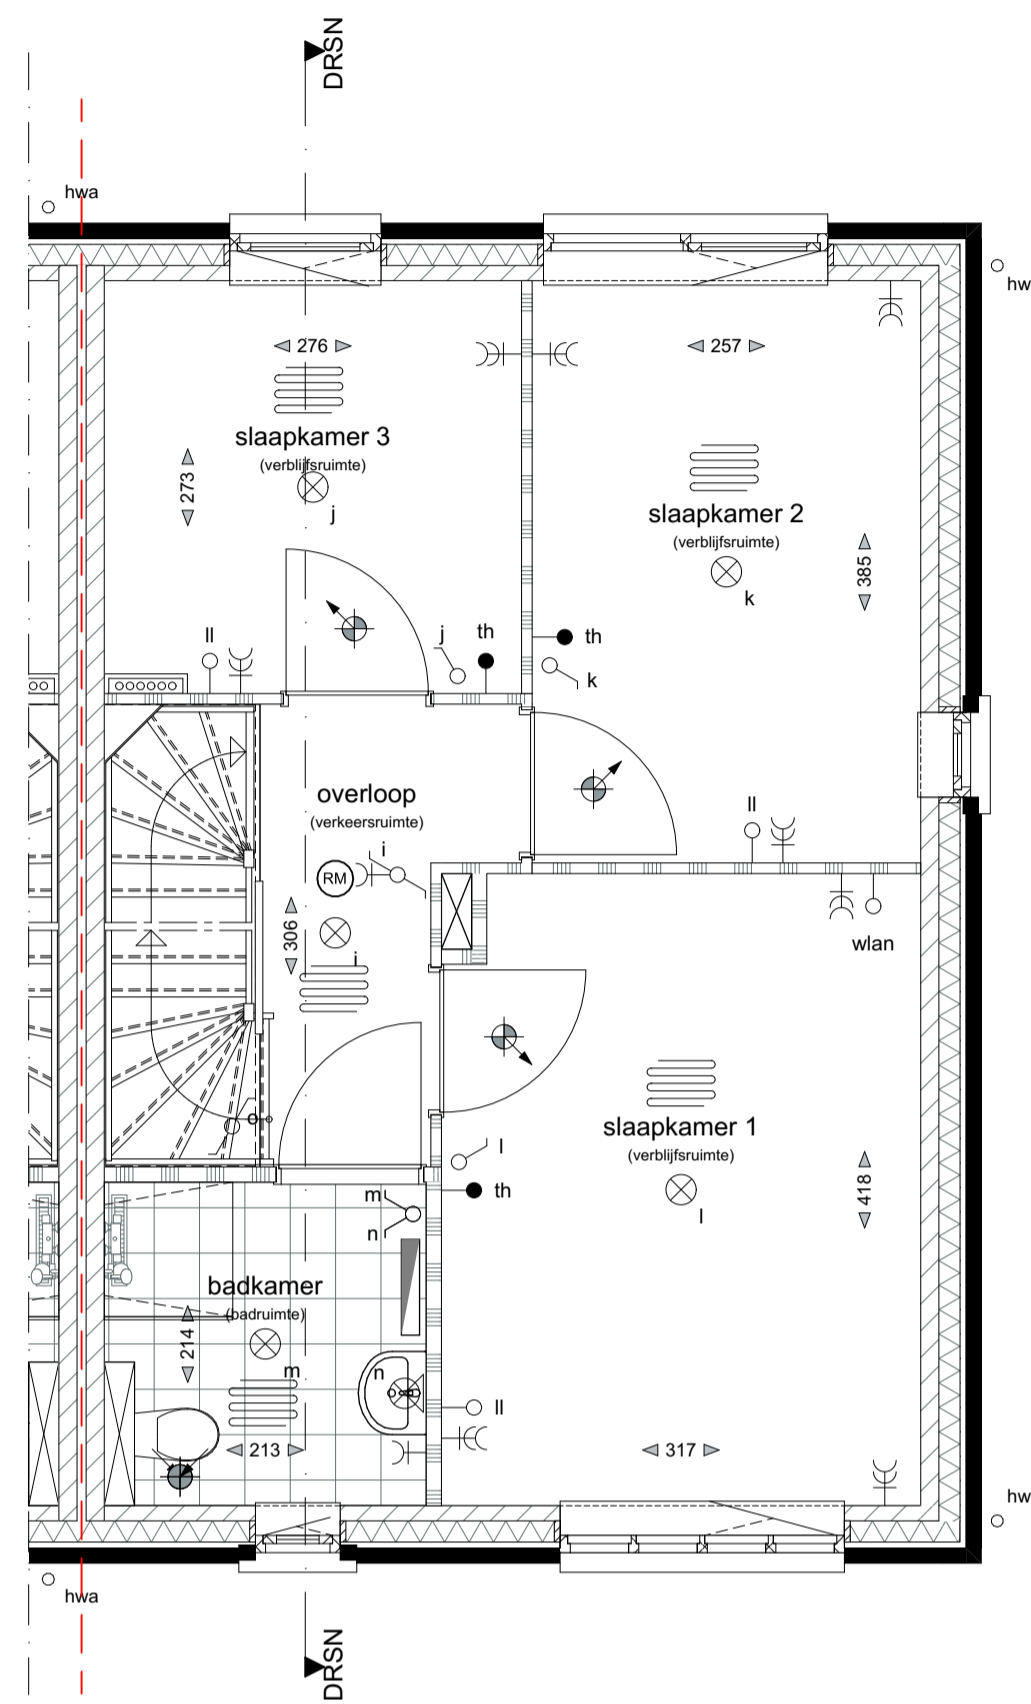 DRSN
hwa
hw
276
257
slaapkamer 3
(verblijfsruimte)
273
j
slaapkamer 2
(verblijfsruimte)
385
k
ll
j
th
th
k
overloop
(verkeersruimte)
i
RM
306
i
ll
wlan
slaapkamer 1
(verblijfsruimte)
l
th
418
l
m
n
badkamer
(badruimte)
214
m
n
213
ll
317
hw
hwa
DRSN